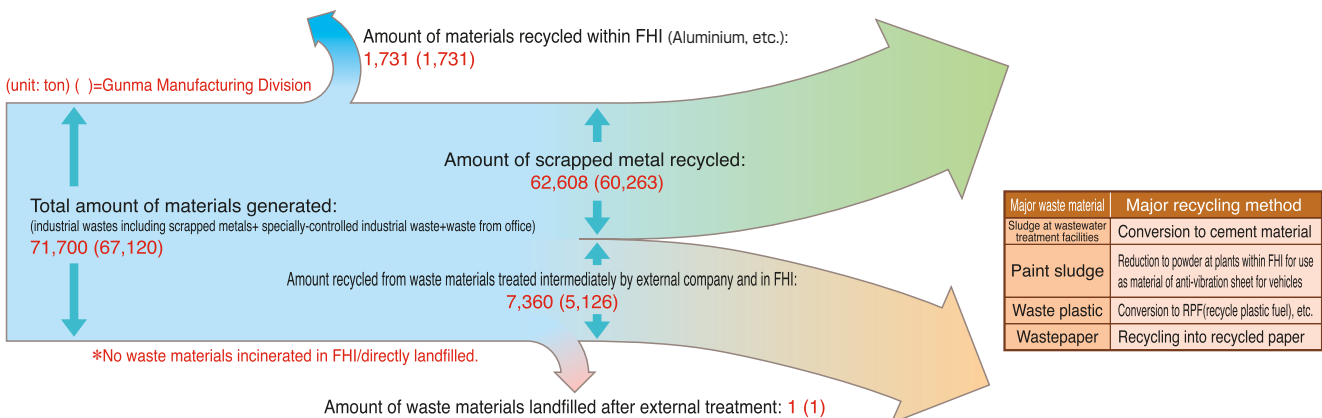 Amount of materials recycled within FHI (Aluminium, etc.):
1,731 (1,731)
(unit: ton) ( )=Gunma Manufacturing Division
Amount of scrapped metal recycled:
62,608 (60,263)
Total amount of materials generated:
(industrial wastes including scrapped metals+ specially-controlled industrial waste+waste from office)
71,700 (67,120)
Amount recycled from waste materials treated intermediately by external company and in FHI:
7,360 (5,126)
*No waste materials incinerated in FHI/directly landfilled.
Amount of waste materials landfilled after external treatment: 1 (1)
Major waste material
Major recycling method
Sludge at wastewater
treatment facilities
Conversion to cement material
Paint sludge
Reduction to powder at plants within FHI for use
as material of anti-vibration sheet for vehicles
Waste plastic
Conversion to RPF(recycle plastic fuel), etc.
Wastepaper
Recycling into recycled paper